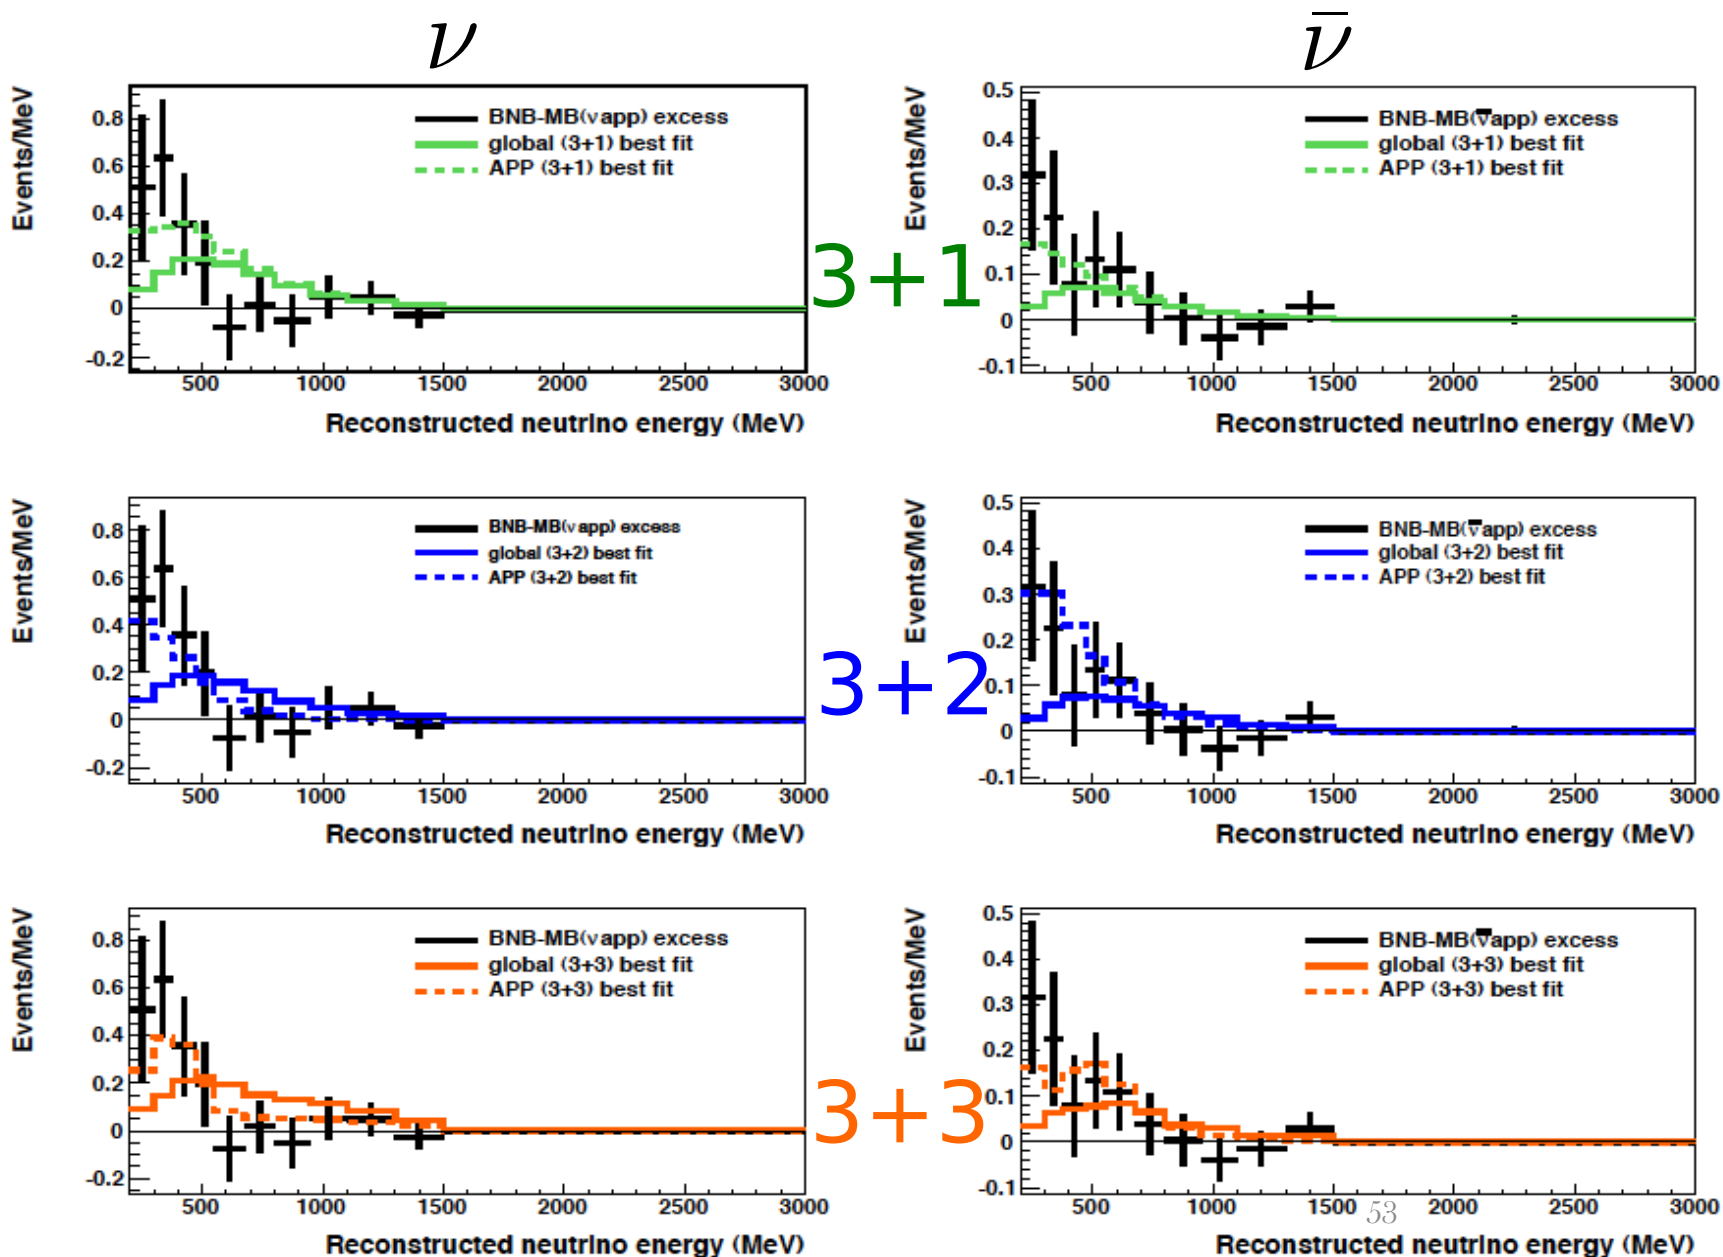 ν
ν̄
Events/MeV
0.8
0.6
0.4
0.2
0
-0.2
BNB-MB(νapp) excess
global (3+1) best fit
APP (3+1) best fit
500 1000 1500 2000 2500 3000
Reconstructed neutrino energy (MeV)
3+1
Events/MeV
0.5
0.4
0.3
0.2
0.1
0
-0.1
BNB-MB(ν̄app) excess
global (3+1) best fit
APP (3+1) best fit
500 1000 1500 2000 2500 3000
Reconstructed neutrino energy (MeV)
Events/MeV
0.8
0.6
0.4
0.2
0
-0.2
BNB-MB(νapp) excess
global (3+2) best fit
APP (3+2) best fit
500 1000 1500 2000 2500 3000
Reconstructed neutrino energy (MeV)
3+2
Events/MeV
0.5
0.4
0.3
0.2
0.1
0
-0.1
BNB-MB(ν̄app) excess
global (3+2) best fit
APP (3+2) best fit
500 1000 1500 2000 2500 3000
Reconstructed neutrino energy (MeV)
Events/MeV
0.8
0.6
0.4
0.2
0
-0.2
BNB-MB(νapp) excess
global (3+3) best fit
APP (3+3) best fit
500 1000 1500 2000 2500 3000
Reconstructed neutrino energy (MeV)
3+3
Events/MeV
0.5
0.4
0.3
0.2
0.1
0
-0.1
BNB-MB(ν̄app) excess
global (3+3) best fit
APP (3+3) best fit
500 1000 1500 2000 2500 3000
Reconstructed neutrino energy (MeV)
53